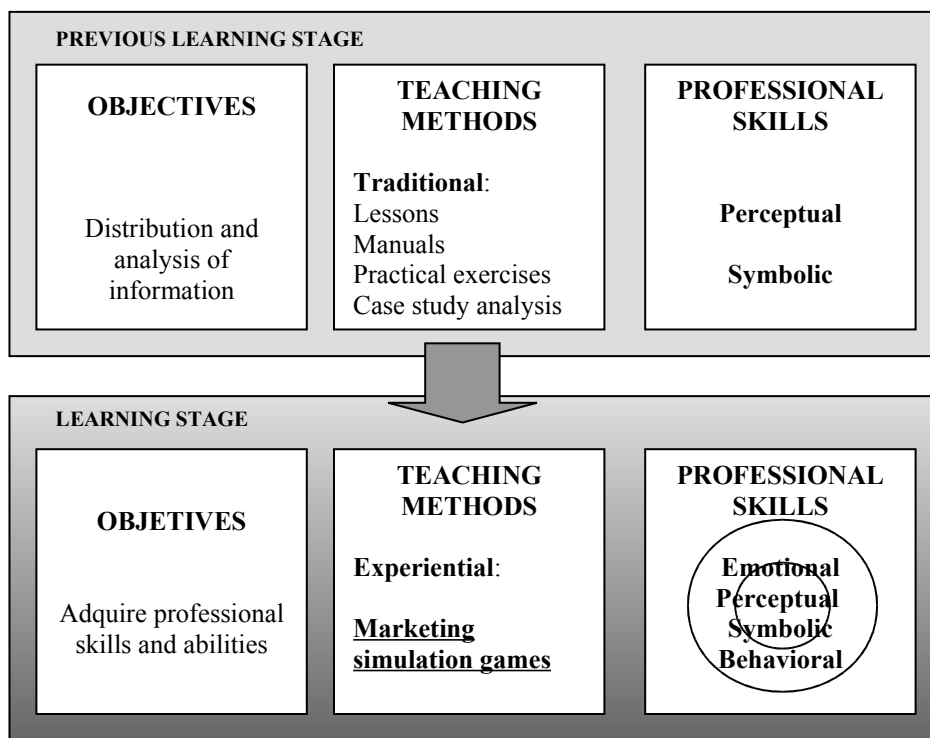 PREVIOUS LEARNING STAGE
OBJECTIVES
Distribution and
analysis of
information
TEACHING
METHODS
Traditional:
Lessons
Manuals
Practical exercises
Case study analysis
PROFESSIONAL
SKILLS
Perceptual
Symbolic
LEARNING STAGE
OBJETIVES
Adquire professional
skills and abilities
TEACHING
METHODS
Experiential:
Marketing
simulation games
PROFESSIONAL
SKILLS
Emotional
Perceptual
Symbolic
Behavioral